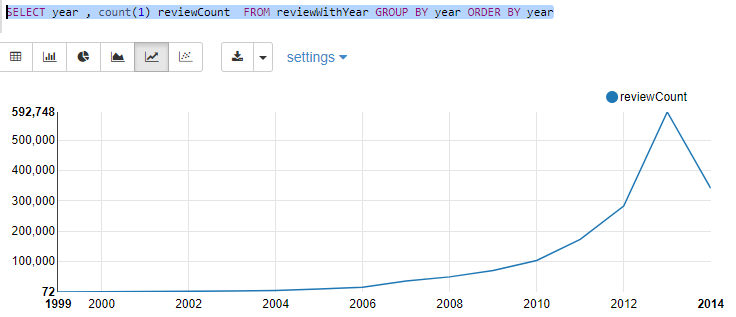 SELECT year , count(1) reviewCount  FROM reviewWithYear GROUP BY year ORDER BY year
settings
reviewCount
592,748
500,000
400,000
300,000
200,000
100,000
72
1999 2000 2002 2004 2006 2008 2010 2012 2014